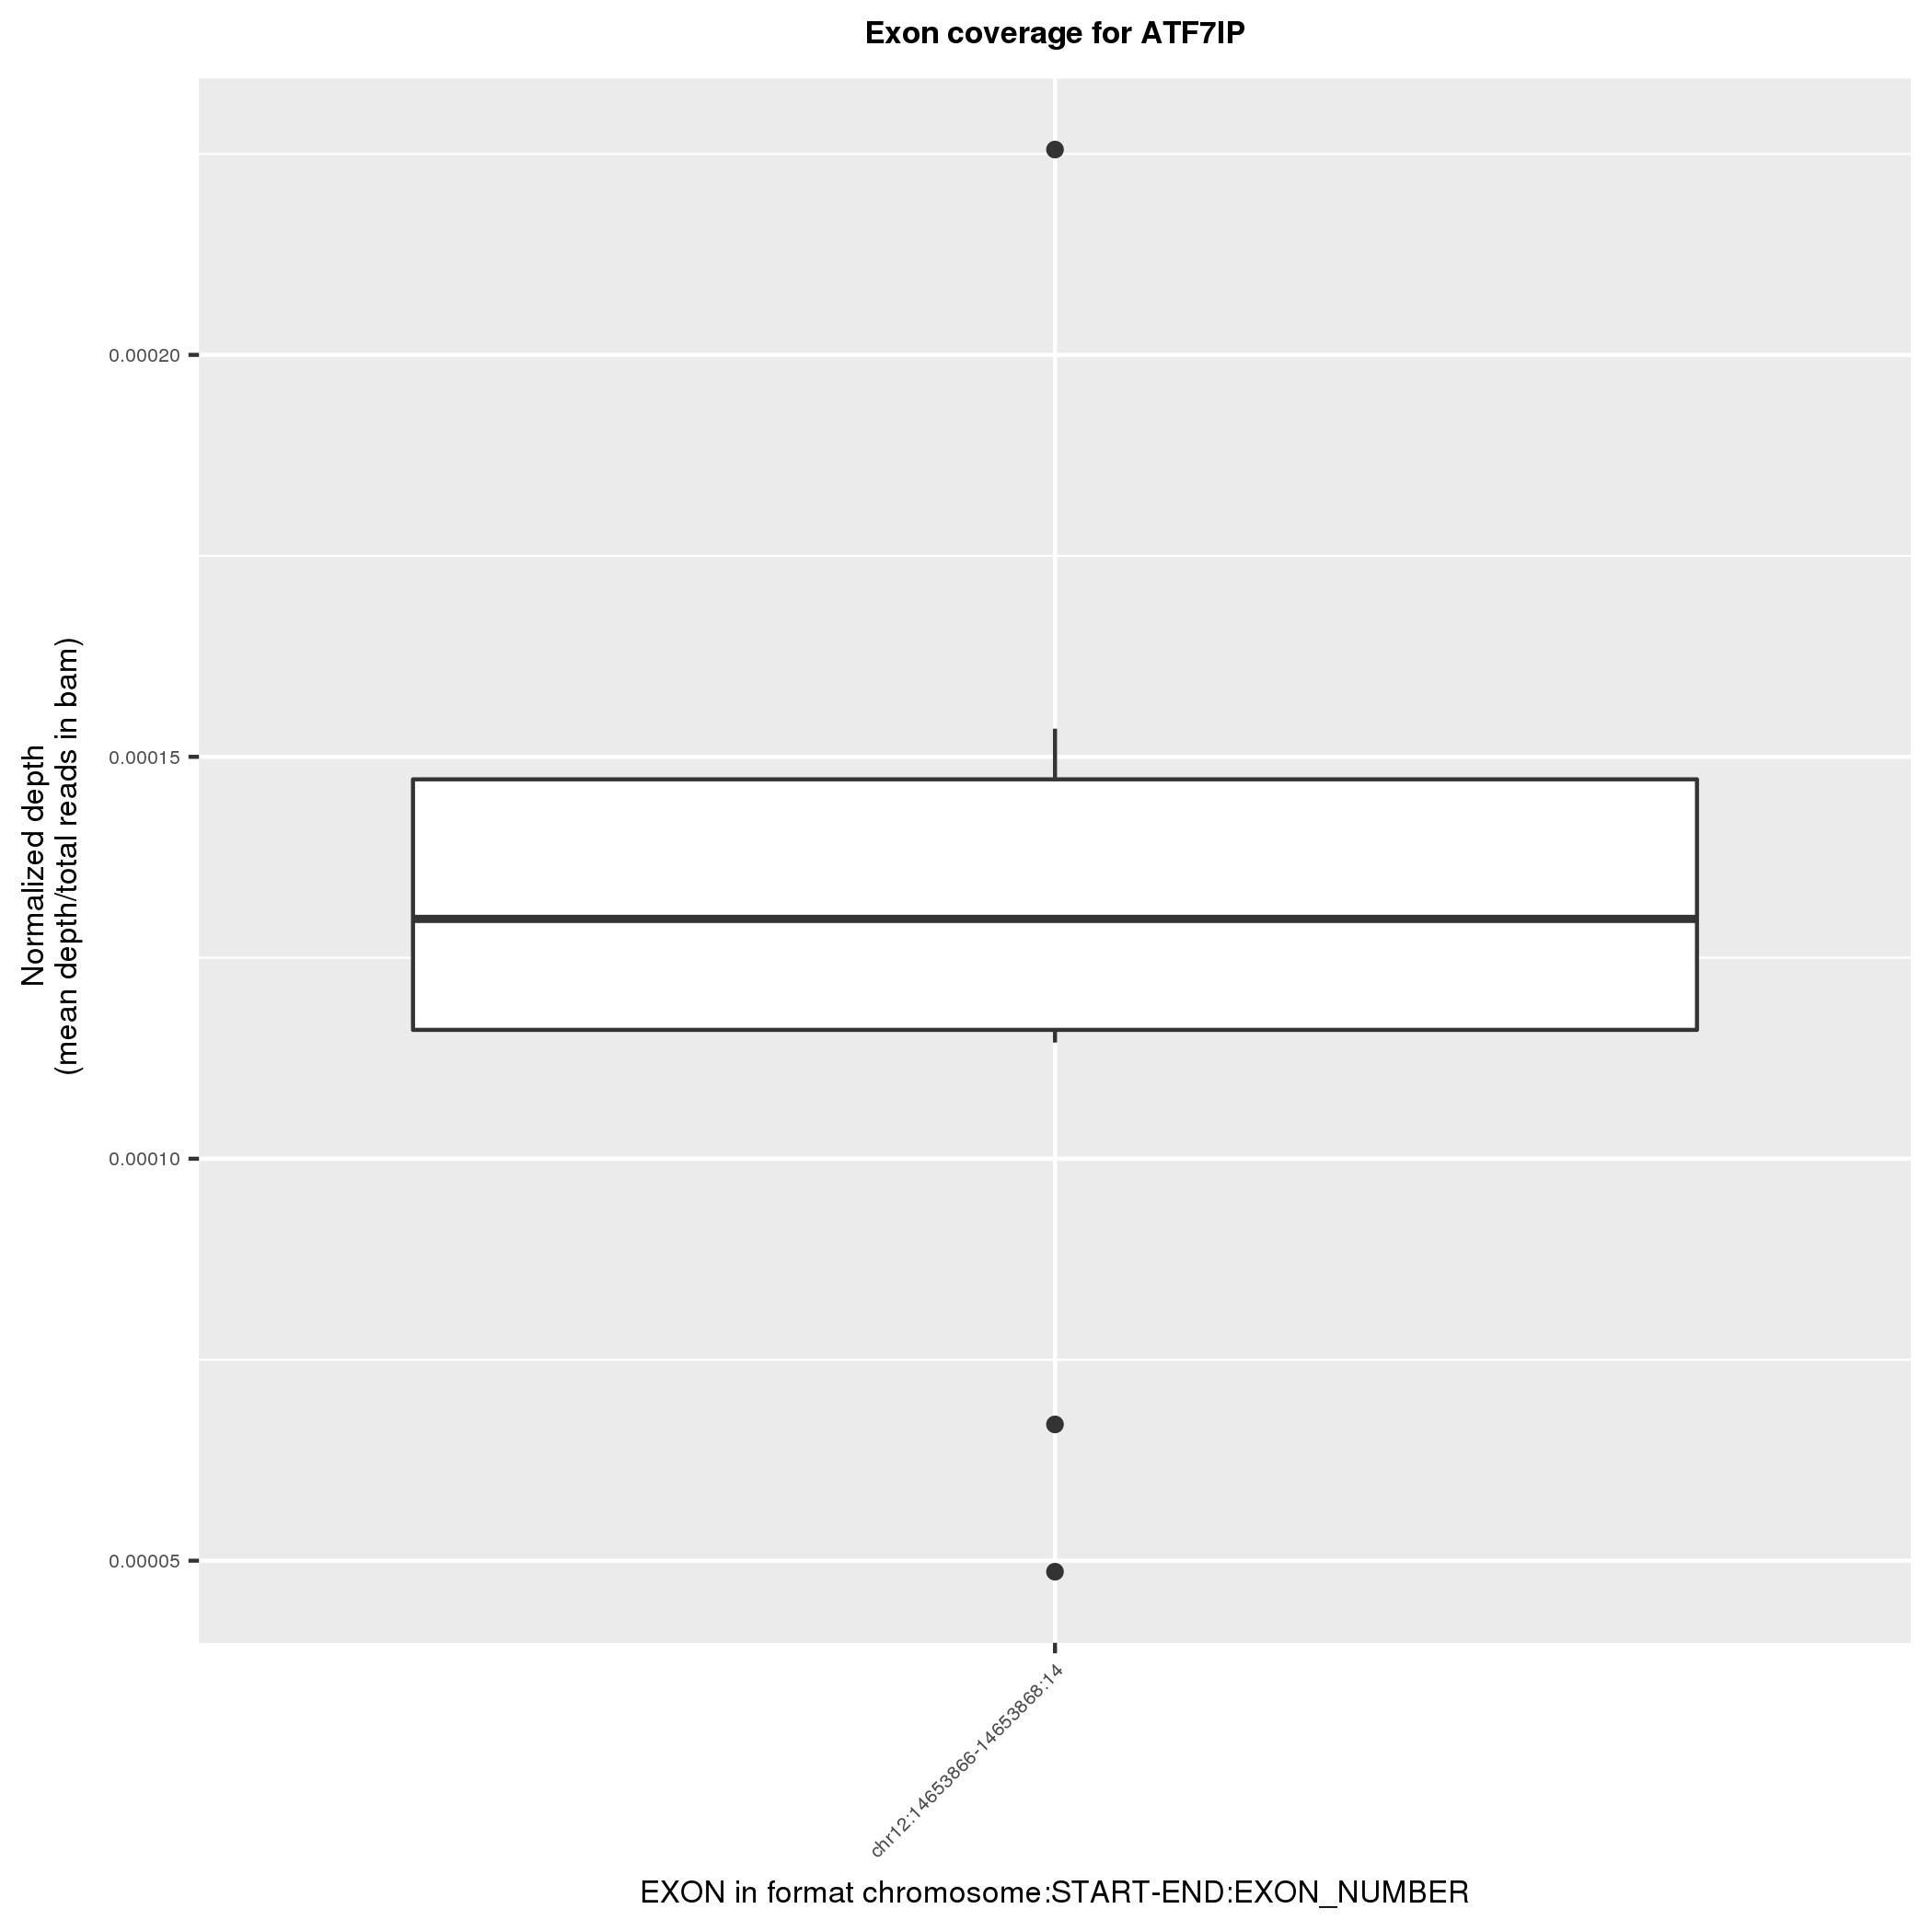 Exon coverage for ATF7IP
Normalized depth
(mean depth/total reads in bam)
0.00020
0.00015
0.00010
0.00005
chr12:14653866-14653868:14
EXON in format chromosome:START-END:EXON_NUMBER